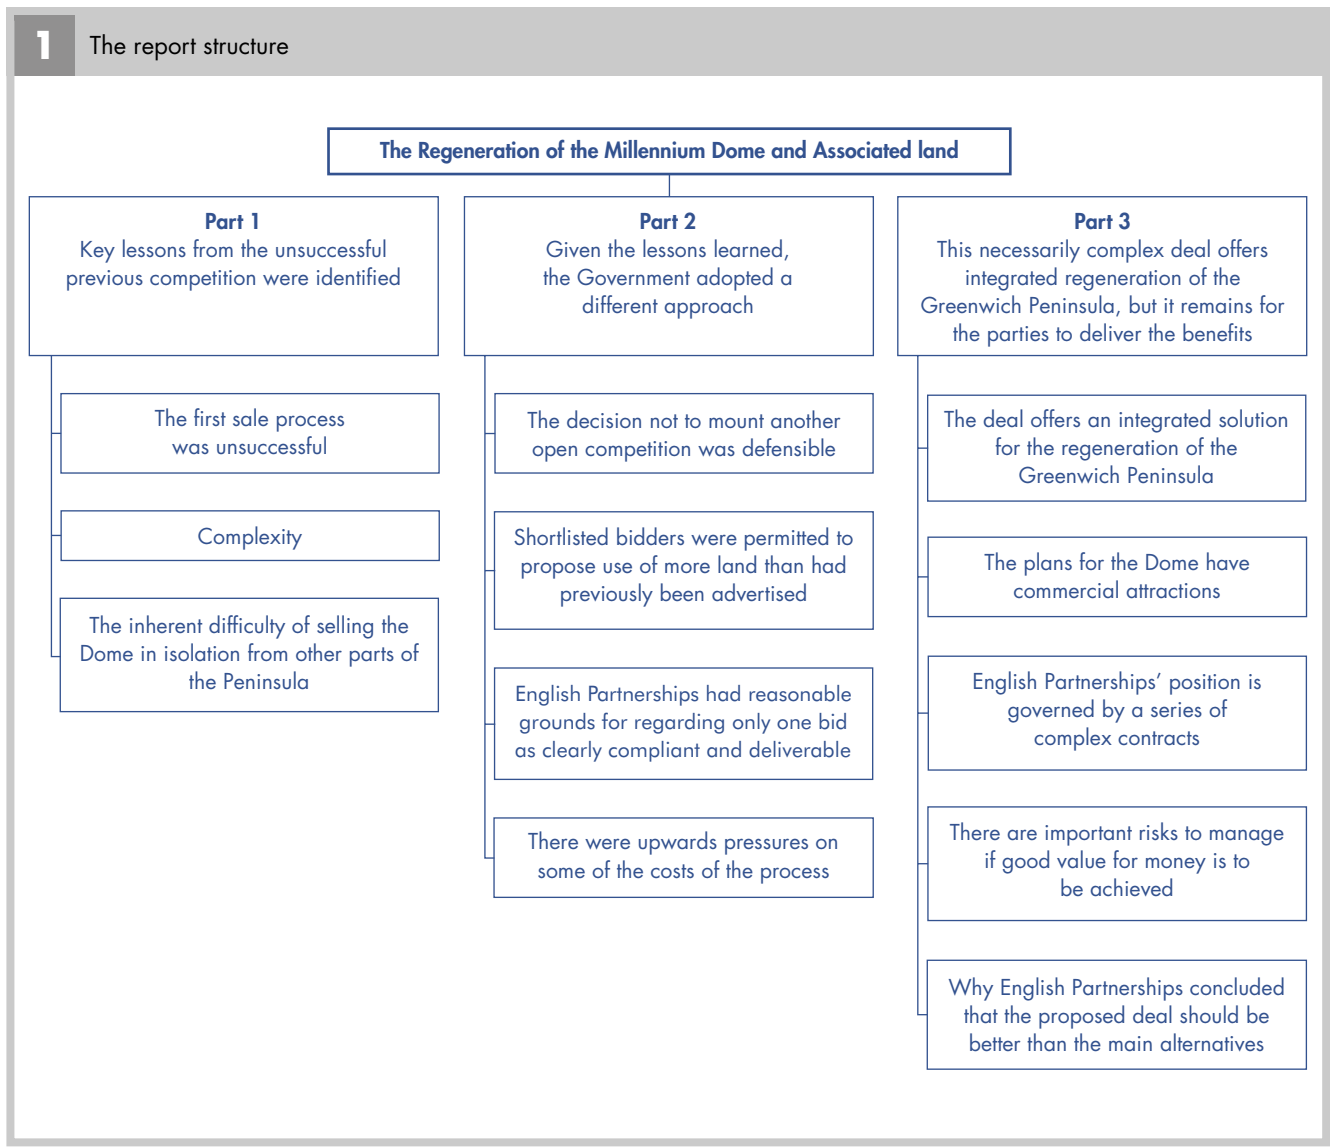 1
The report structure
The Regeneration of the Millennium Dome and Associated land
Part 1
Key lessons from the unsuccessful
previous competition were identified
The first sale process
was unsuccessful
Complexity
The inherent difficulty of selling the
Dome in isolation from other parts of
the Peninsula
Part 2
Given the lessons learned,
the Government adopted a
different approach
The decision not to mount another
open competition was defensible
Shortlisted bidders were permitted to
propose use of more land than had
previously been advertised
English Partnerships had reasonable
grounds for regarding only one bid
as clearly compliant and deliverable
There were upwards pressures on
some of the costs of the process
Part 3
This necessarily complex deal offers
integrated regeneration of the
Greenwich Peninsula, but it remains for
the parties to deliver the benefits
The deal offers an integrated solution
for the regeneration of the
Greenwich Peninsula
The plans for the Dome have
commercial attractions
English Partnerships’ position is
governed by a series of
complex contracts
There are important risks to manage
if good value for money is to
be achieved
Why English Partnerships concluded
that the proposed deal should be
better than the main alternatives